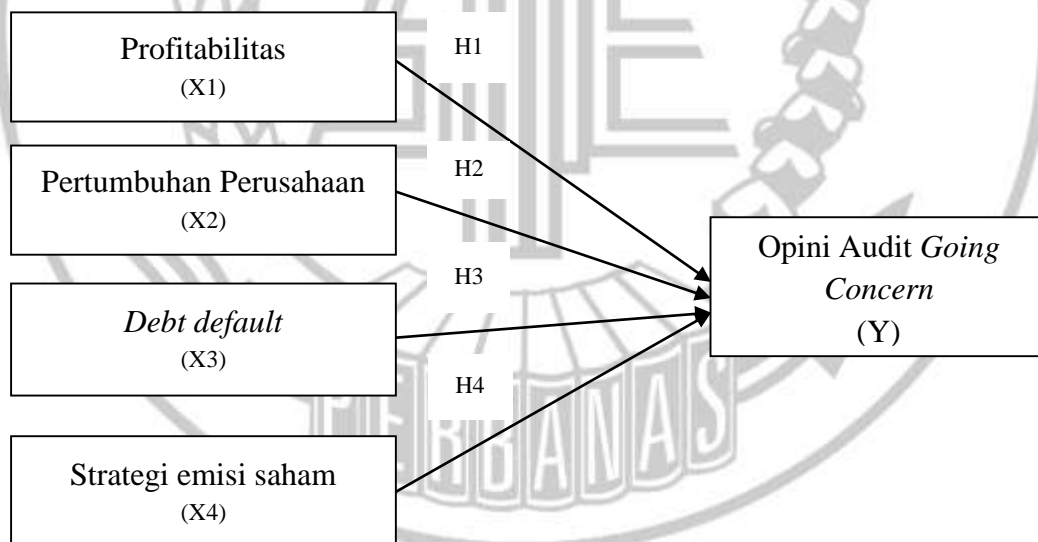 Profitabilitas
(X1)
H1
Pertumbuhan Perusahaan
(X2)
H2
Debt default
(X3)
H3
Strategi emisi saham
(X4)
H4
Opini Audit Going
Concern
(Y)
PERBANAS